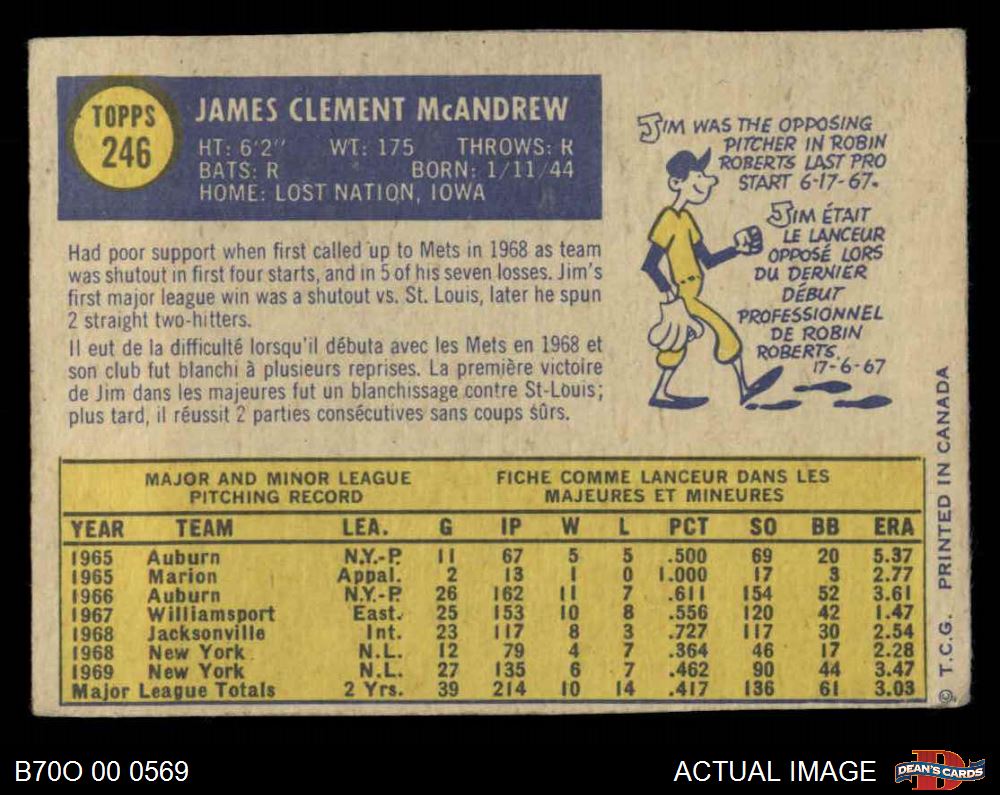 TOPPS
246
JAMES CLEMENT McANDREW
HT: 6'2" WT: 175 THROWS: R
BATS: R BORN: 1/11/44
HOME: LOST NATION, IOWA
Had poor support when first called up to Mets in 1968 as team
was shutout in first four starts, and in 5 of his seven losses. Jim's
first major league win was a shutout vs. St. Louis, later he spun
2 straight two-hitters.
Il eut de la difficulté lorsqu'il débuta avec les Mets en 1968 et
son club fut blanchi à plusieurs reprises. La première victoire
de Jim dans les majeures fut un blanchissage contre St-Louis;
plus tard, il réussit 2 parties consécutives sans coups sûrs.
JIM WAS THE OPPOSING
PITCHER IN ROBIN
ROBERTS LAST PRO
START 6-17-67.
JIM ÉTAIT
LE LANCEUR
OPPOSÉ LORS
DU DERNIER
DÉBUT
PROFESSIONNEL
DE ROBIN
ROBERTS.
17-6-67
MAJOR AND MINOR LEAGUE
PITCHING RECORD
FICHE COMME LANCEUR DANS LES
MAJEURES ET MINEURES
YEAR TEAM LEA. G IP W L PCT SO BB ERA
1965 Auburn N.Y.-P. 11 67 5 5 .500 69 20 5.37
1965 Marion Appal. 2 13 1 0 1.000 17 3 2.77
1966 Auburn N.Y.-P. 26 162 11 7 .611 154 52 3.61
1967 Williamsport East. 25 153 10 8 .556 120 42 1.47
1968 Jacksonville Int. 23 117 8 3 .727 117 30 2.54
1968 New York N.L. 12 79 4 7 .364 46 17 2.28
1969 New York N.L. 27 135 6 7 .462 90 44 3.47
Major League Totals 2 Yrs. 39 214 10 14 .417 136 61 3.03
© T.C.G. PRINTED IN CANADA
B70O 00 0569
ACTUAL IMAGE
DEAN'S CARDS